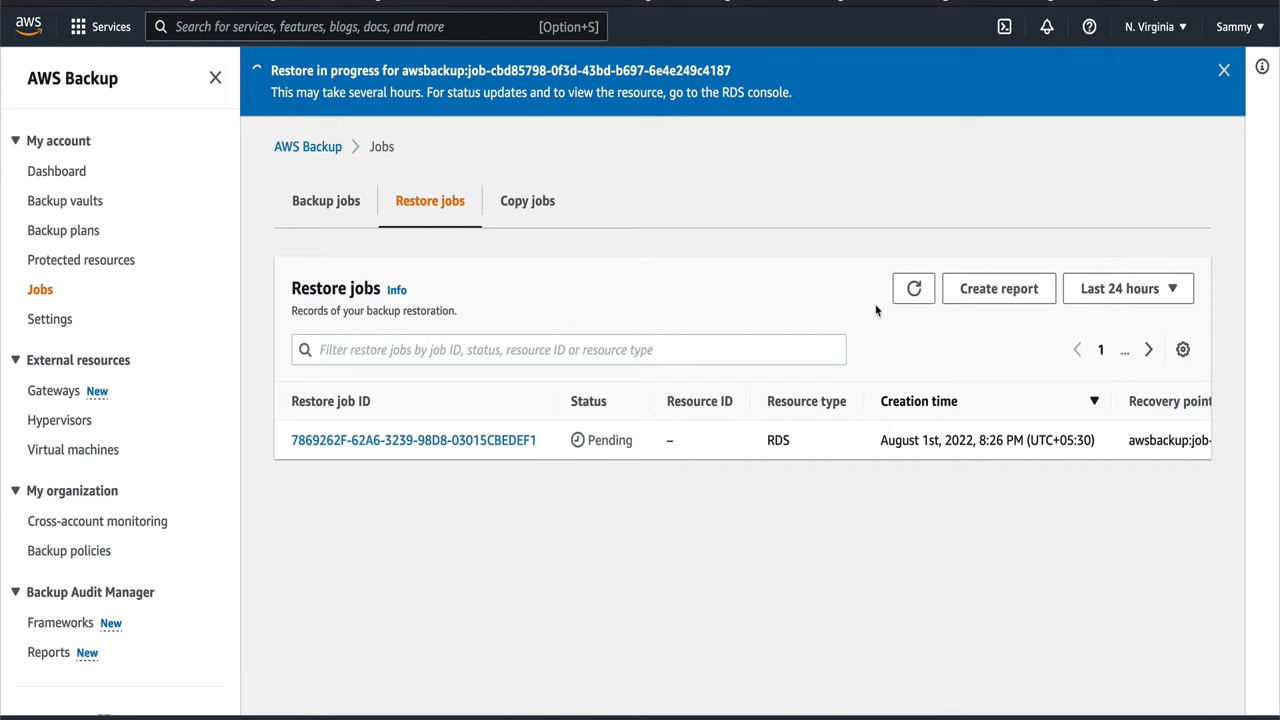 aws
Services
Search for services, features, blogs, docs, and more
[Option+S]
N. Virginia
Sammy
AWS Backup
My account
Dashboard
Backup vaults
Backup plans
Protected resources
Jobs
Settings
External resources
Gateways New
Hypervisors
Virtual machines
My organization
Cross-account monitoring
Backup policies
Backup Audit Manager
Frameworks New
Reports New
Restore in progress for awsbackup:job-cbd85798-0f3d-43bd-b697-6e4e249c4187
This may take several hours. For status updates and to view the resource, go to the RDS console.
AWS Backup > Jobs
Backup jobs
Restore jobs
Copy jobs
Restore jobs Info
Records of your backup restoration.
Create report
Last 24 hours
Filter restore jobs by job ID, status, resource ID or resource type
1 ...
Restore job ID Status Resource ID Resource type Creation time Recovery point
7869262F-62A6-3239-98D8-03015CBEDEF1 Pending – RDS August 1st, 2022, 8:26 PM (UTC+05:30) awsbackup:job-